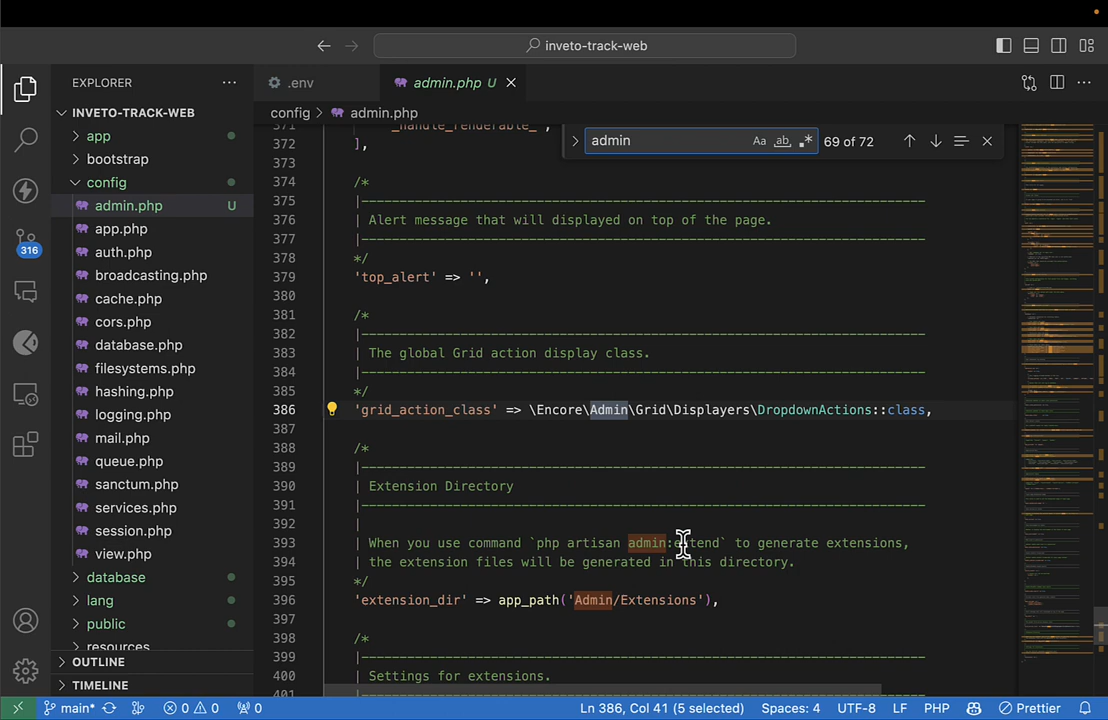 inveto-track-web
EXPLORER
.env
admin.php U
INVETO-TRACK-WEB
config > admin.php
app
bootstrap
config
admin.php U
app.php
auth.php
broadcasting.php
cache.php
cors.php
database.php
filesystems.php
hashing.php
logging.php
mail.php
queue.php
sanctum.php
services.php
session.php
view.php
database
lang
public
resources
OUTLINE
TIMELINE
316
admin
Aa ab .* 69 of 72
371 '_handle_renderable_',
372 ],
373
374 /*
375 |--------------------------------------------------------------------------
376 | Alert message that will displayed on top of the page.
377 |--------------------------------------------------------------------------
378 */
379 'top_alert' => '',
380
381 /*
382 |--------------------------------------------------------------------------
383 | The global Grid action display class.
384 |--------------------------------------------------------------------------
385 */
386 'grid_action_class' => \Encore\Admin\Grid\Displayers\DropdownActions::class,
387
388 /*
389 |--------------------------------------------------------------------------
390 | Extension Directory
391 |--------------------------------------------------------------------------
392 |
393 | When you use command `php artisan admin:extend` to generate extensions,
394 | the extension files will be generated in this directory.
395 */
396 'extension_dir' => app_path('Admin/Extensions'),
397
398 /*
399 |--------------------------------------------------------------------------
400 | Settings for extensions.
401 |--------------------------------------------------------------------------
main* 0 0 0 Ln 386, Col 41 (5 selected) Spaces: 4 UTF-8 LF PHP Prettier